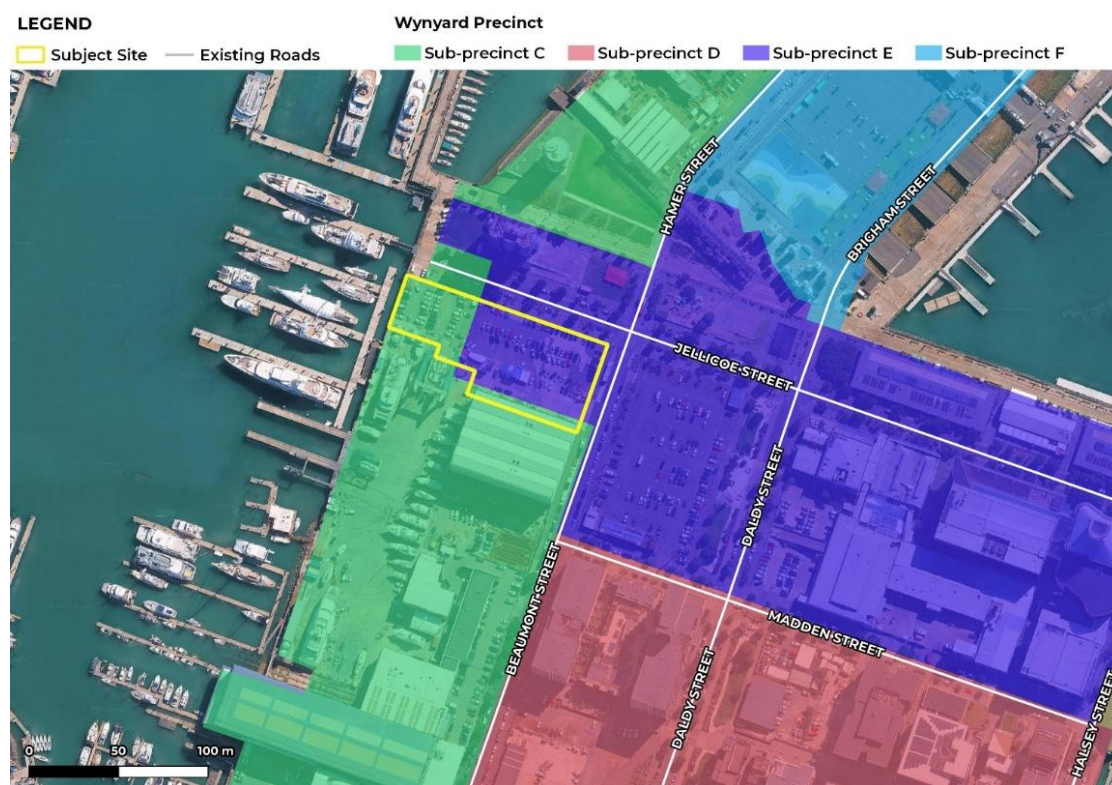 LEGEND
Subject Site
Existing Roads
Wynyard Precinct
Sub-precinct C
Sub-precinct D
Sub-precinct E
Sub-precinct F
HAMER STREET
BRIGHAM STREET
JELLICOE STREET
DALDY STREET
BEAUMONT STREET
MADDEN STREET
DALDY STREET
HALSEY STREET
0 50 100 m